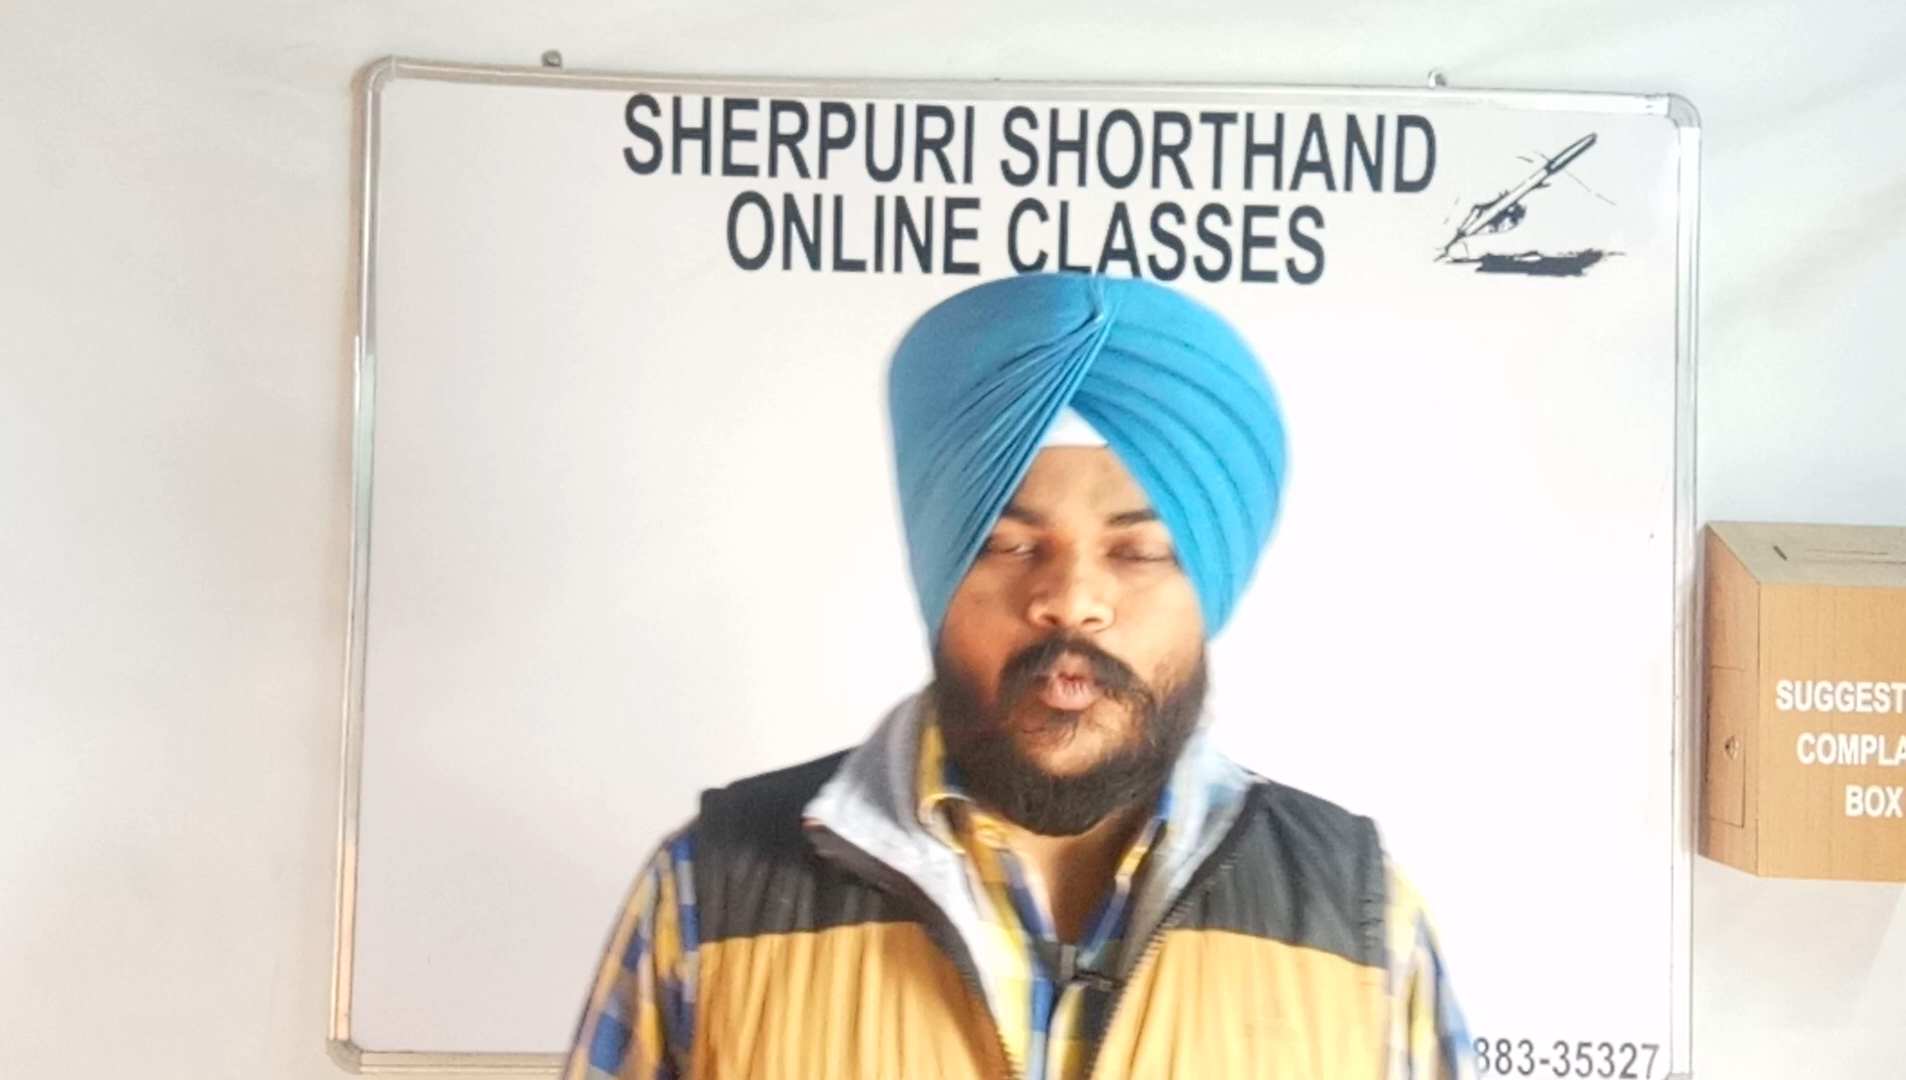 SHERPURI SHORTHAND
ONLINE CLASSES
SUGGEST
COMPLA
BOX
883-35327